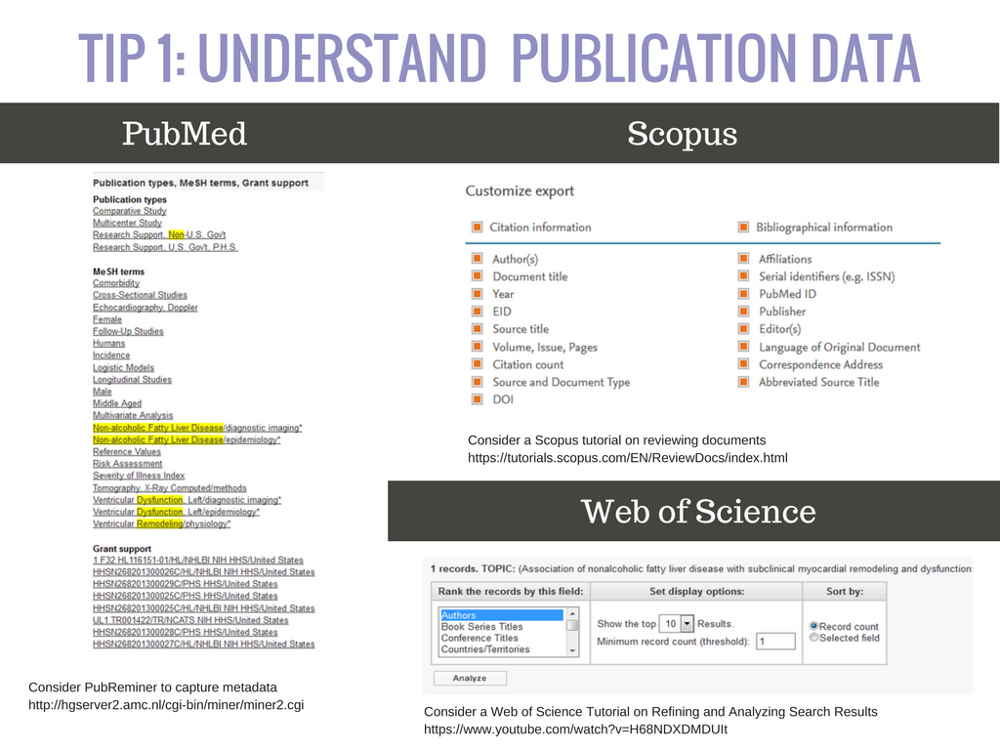 TIP 1: UNDERSTAND PUBLICATION DATA
PubMed
Publication types, MeSH terms, Grant support
Publication types
Comparative Study
Multicenter Study
Research Support, Non-U.S. Gov't
Research Support, U.S. Gov't, P.H.S.
MeSH terms
Comorbidity
Cross-Sectional Studies
Echocardiography, Doppler
Female
Follow-Up Studies
Humans
Incidence
Logistic Models
Longitudinal Studies
Male
Middle Aged
Multivariate Analysis
Non-alcoholic Fatty Liver Disease/diagnostic imaging*
Non-alcoholic Fatty Liver Disease/epidemiology*
Reference Values
Risk Assessment
Severity of Illness Index
Tomography, X-Ray Computed/methods
Ventricular Dysfunction, Left/diagnostic imaging*
Ventricular Dysfunction, Left/epidemiology*
Ventricular Remodeling/physiology*
Grant support
1 F32 HL116151-01/HL/NHLBI NIH HHS/United States
HHSN268201300026C/HL/NHLBI NIH HHS/United States
HHSN268201300029C/PHS HHS/United States
HHSN268201300026C/PHS HHS/United States
HHSN268201300025C/HL/NHLBI NIH HHS/United States
UL1 TR001422/TR/NCATS NIH HHS/United States
HHSN268201300028C/PHS HHS/United States
HHSN268201300027C/HL/NHLBI NIH HHS/United States
Consider PubReminer to capture metadata
http://hgserver2.amc.nl/cgi-bin/miner/miner2.cgi
Scopus
Customize export
Citation information
Author(s)
Document title
Year
EID
Source title
Volume, Issue, Pages
Citation count
Source and Document Type
DOI
Bibliographical information
Affiliations
Serial identifiers (e.g. ISSN)
PubMed ID
Publisher
Editor(s)
Language of Original Document
Correspondence Address
Abbreviated Source Title
Consider a Scopus tutorial on reviewing documents
https://tutorials.scopus.com/EN/ReviewDocs/index.html
Web of Science
1 records. TOPIC: (Association of nonalcoholic fatty liver disease with subclinical myocardial remodeling and dysfunction:
Rank the records by this field:
Authors
Book Series Titles
Conference Titles
Countries/Territories
Set display options:
Show the top 10 Results.
Minimum record count (threshold): 1
Sort by:
Record count
Selected field
Analyze
Consider a Web of Science Tutorial on Refining and Analyzing Search Results
https://www.youtube.com/watch?v=H68NDXDMDUIt